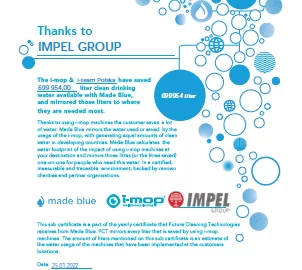 Thanks to
IMPEL GROUP
The i-mop & i-team Polska have saved
699 954,00 liter clean drinking
water available with Made Blue,
and mirrored those liters to where
they are needed most.
699954 liter
Thanks to using i-mop machines the customer saves a lot
of water. Made Blue mirrors the water used or saved by the
usage of the i-mop, with generating equal amounts of clean
water in developing countries. Made Blue calculates the
water footprint of the impact of using i-mop machines at
your destination and mirrors those liters (or the liters saved)
one-on-one for people who need this water. In a certified,
measurable and traceable environment, backed by renown
charities and partner organisations.
made blue
i-mop
IMPEL
GROUP
This sub certificate is a part of the yearly certificate that Future Cleaning Technologies
receives from Made Blue. FCT mirrors every liter that is saved by using i-mop
machines. The amount of liters mentioned on this sub certificate is an estimate of
the water usage of the machines that have been implemented at the customers
locations.
Date: 25.01.2022